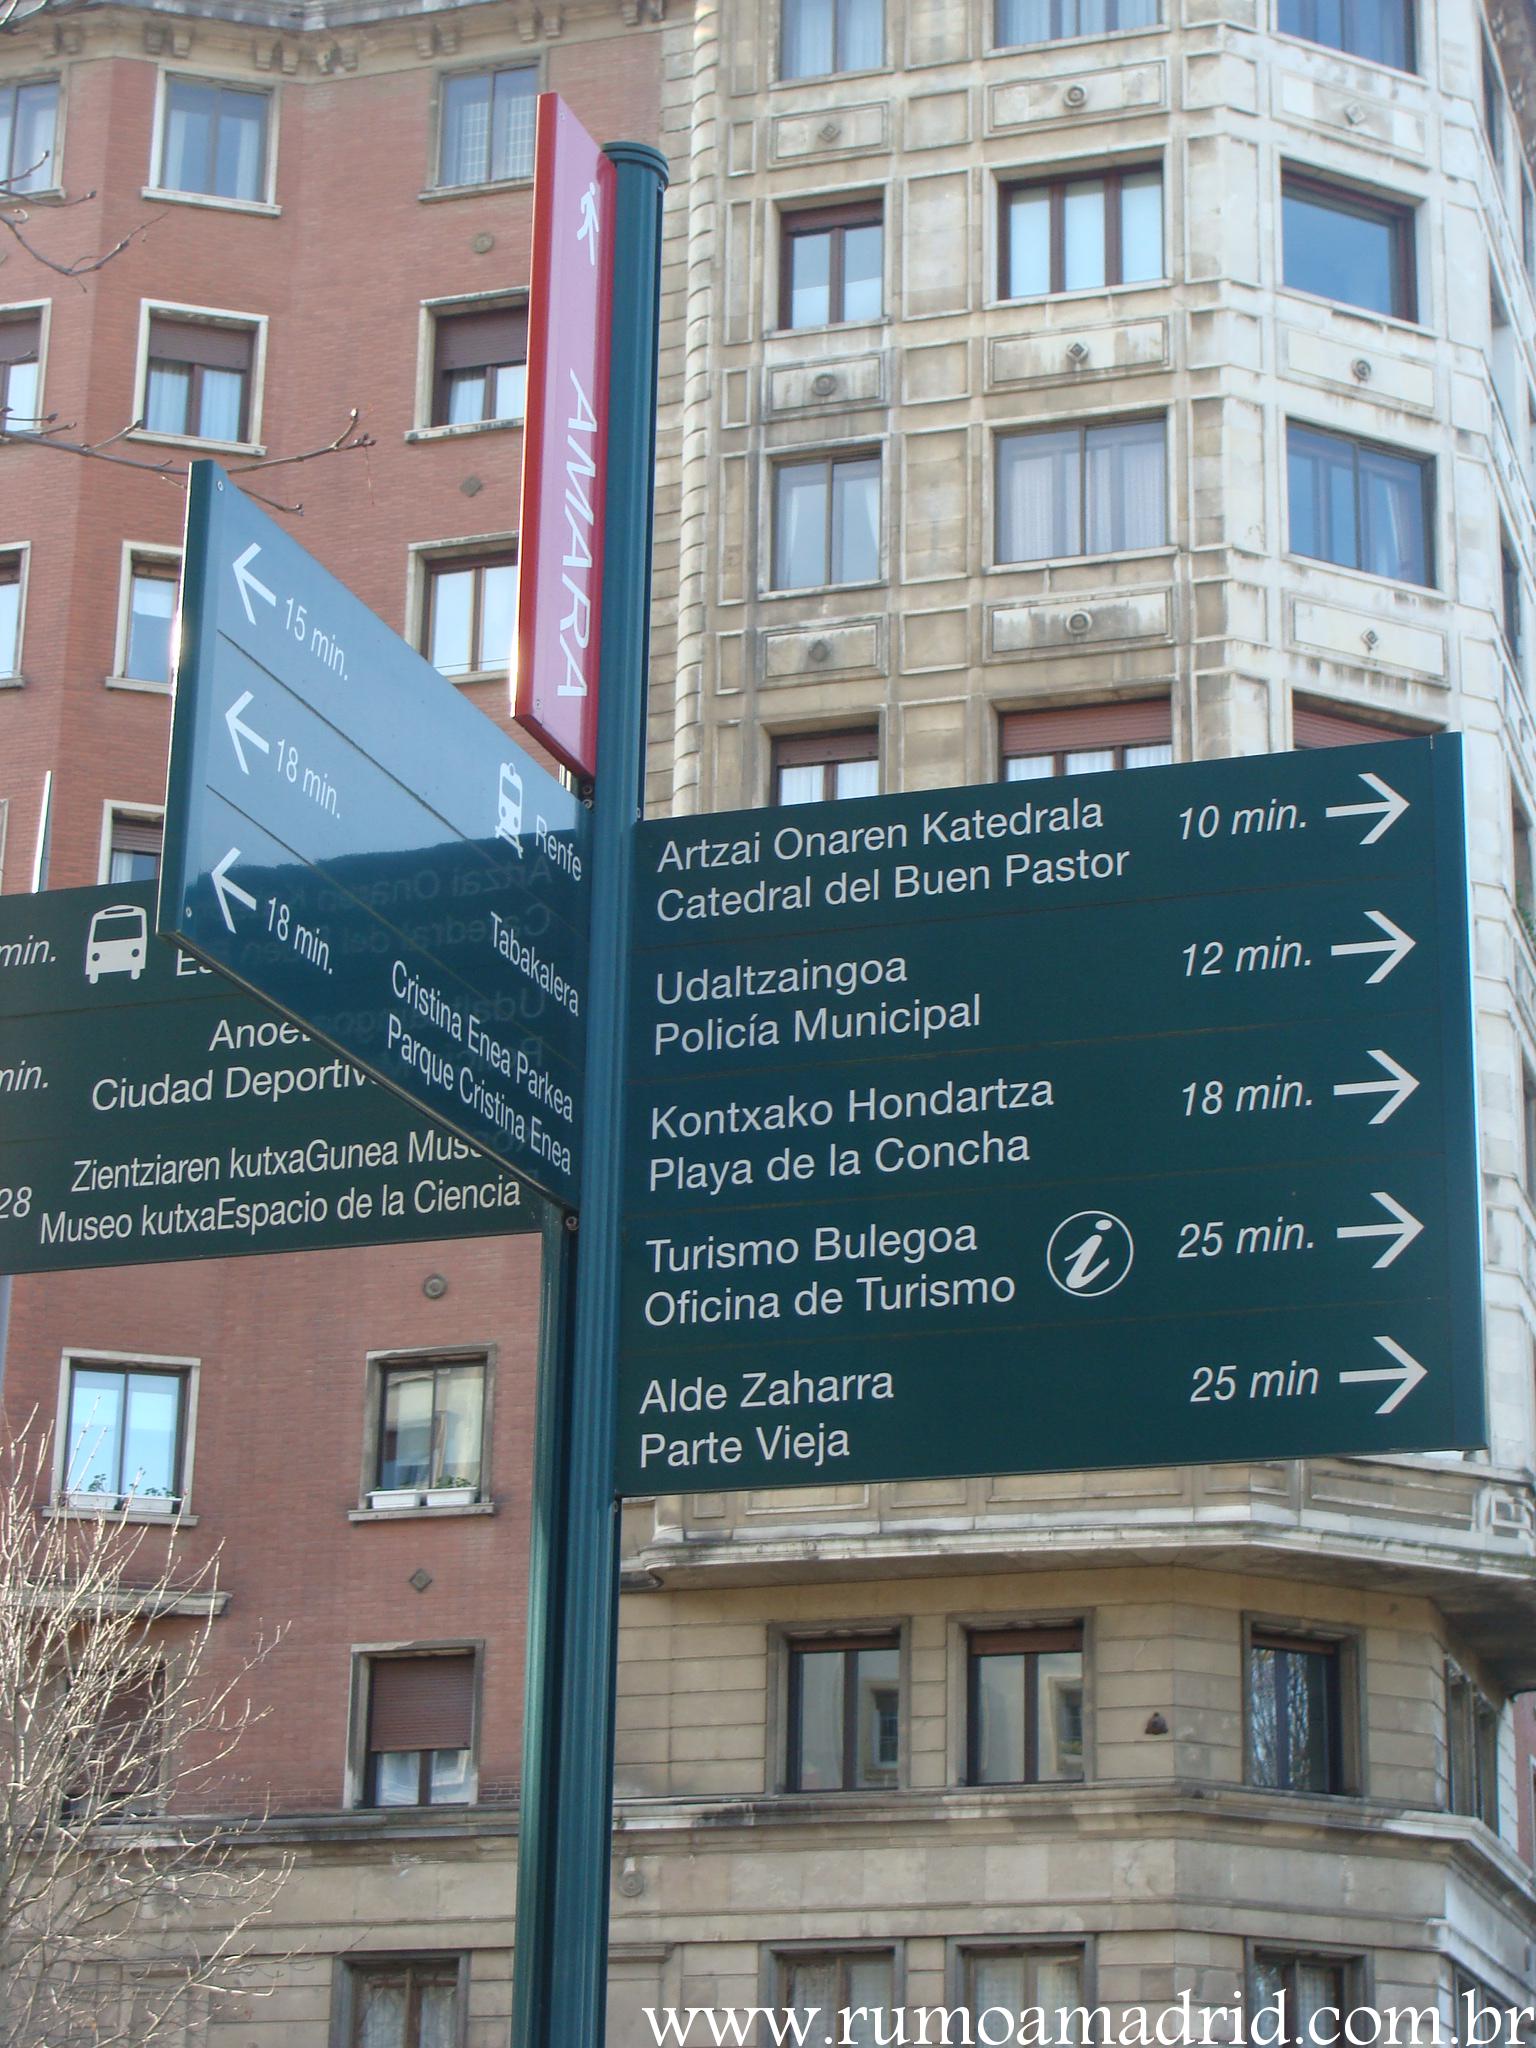 AMARA
15 min.
Renfe
18 min.
Tabakalera
18 min.
Cristina Enea Parkea
Parque Cristina Enea
min.
min.
Ciudad
Zientziaren kutxaGunea
28
Museo kutxaEspacio de la Ciencia
Artzai Onaren Katedrala
Catedral del Buen Pastor
10 min.
Udaltzaingoa
Policía Municipal
12 min.
Kontxako Hondartza
Playa de la Concha
18 min.
Turismo Bulegoa
Oficina de Turismo
i
25 min.
Alde Zaharra
Parte Vieja
25 min
www.rumoamadrid.com.br